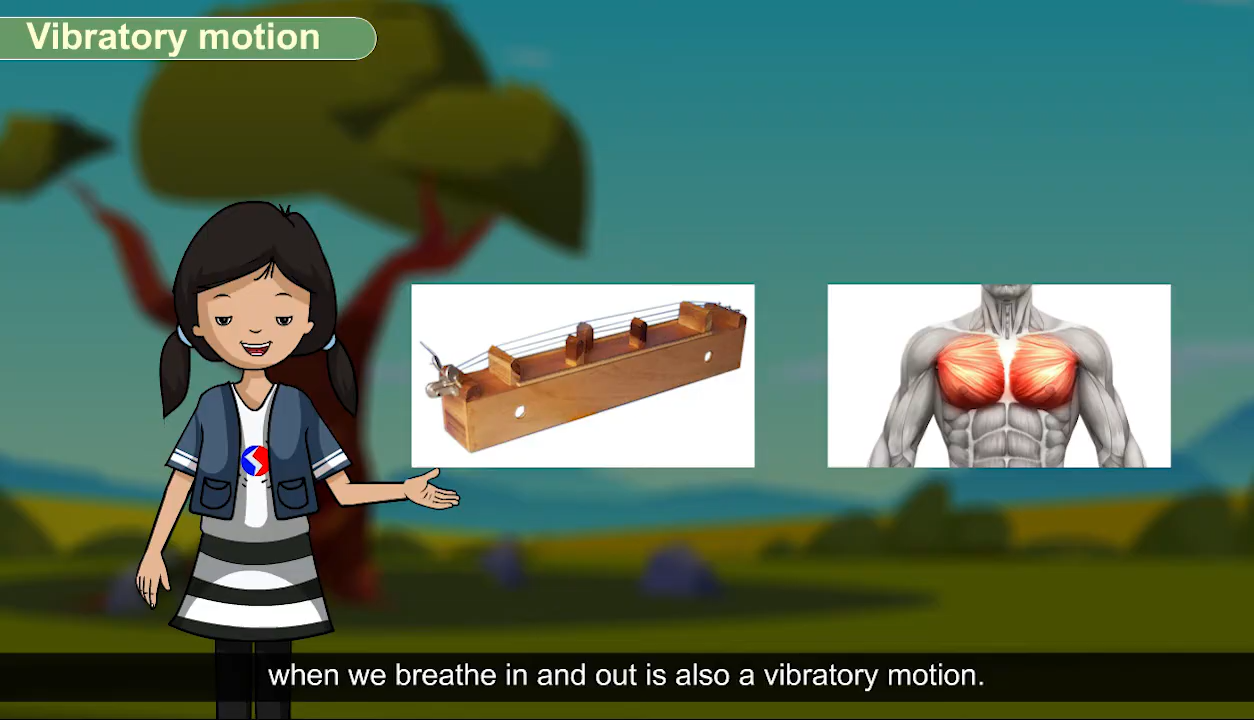 Vibratory motion
when we breathe in and out is also a vibratory motion.